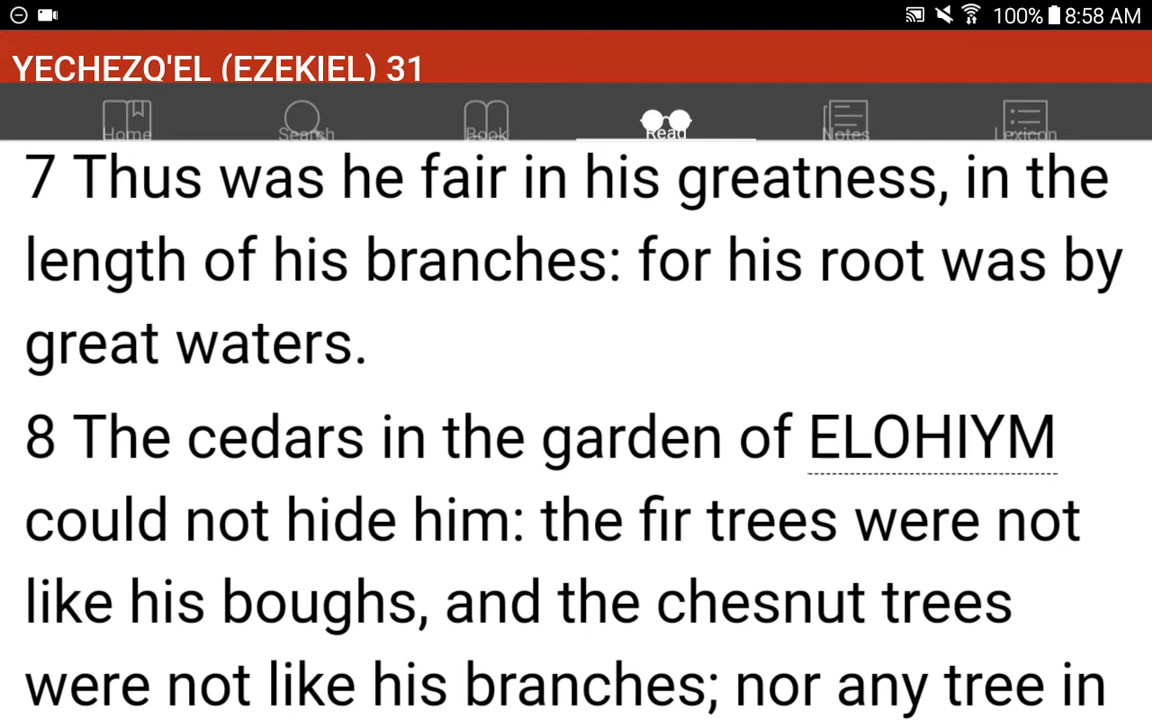 100% 8:58 AM
YECHEZQ'EL (EZEKIEL) 31
Home Search Book Read Notes Lexicon
7 Thus was he fair in his greatness, in the
length of his branches: for his root was by
great waters.
8 The cedars in the garden of ELOHIYM
could not hide him: the fir trees were not
like his boughs, and the chesnut trees
were not like his branches; nor any tree in